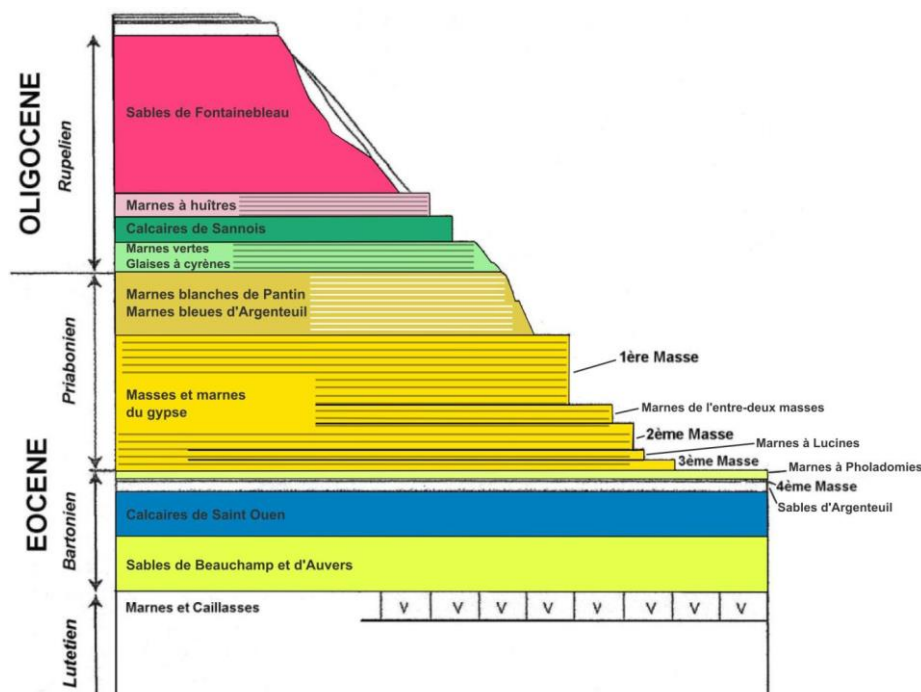 OLIGOCENE
Rupelien
Sables de Fontainebleau
Marnes à huîtres
Calcaires de Sannois
Marnes vertes
Glaises à cyrènes
EOCENE
Priabonien
Marnes blanches de Pantin
Marnes bleues d'Argenteuil
1ère Masse
Masses et marnes
du gypse
Marnes de l'entre-deux masses
2ème Masse
Marnes à Lucines
3ème Masse
Marnes à Pholadomies
4ème Masse
Sables d'Argenteuil
Bartonien
Calcaires de Saint Ouen
Sables de Beauchamp et d'Auvers
Lutetien
Marnes et Caillasses
V V V V V V V V